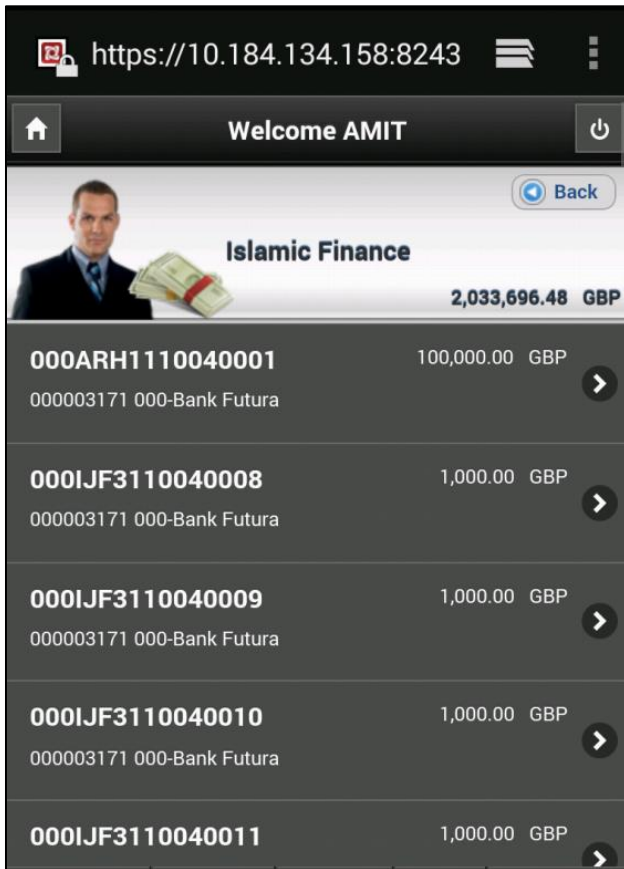 https://10.184.134.158:8243
Welcome AMIT
Back
Islamic Finance
2,033,696.48 GBP
000ARH1110040001 100,000.00 GBP
000003171 000-Bank Futura
000IJF3110040008 1,000.00 GBP
000003171 000-Bank Futura
000IJF3110040009 1,000.00 GBP
000003171 000-Bank Futura
000IJF3110040010 1,000.00 GBP
000003171 000-Bank Futura
000IJF3110040011 1,000.00 GBP